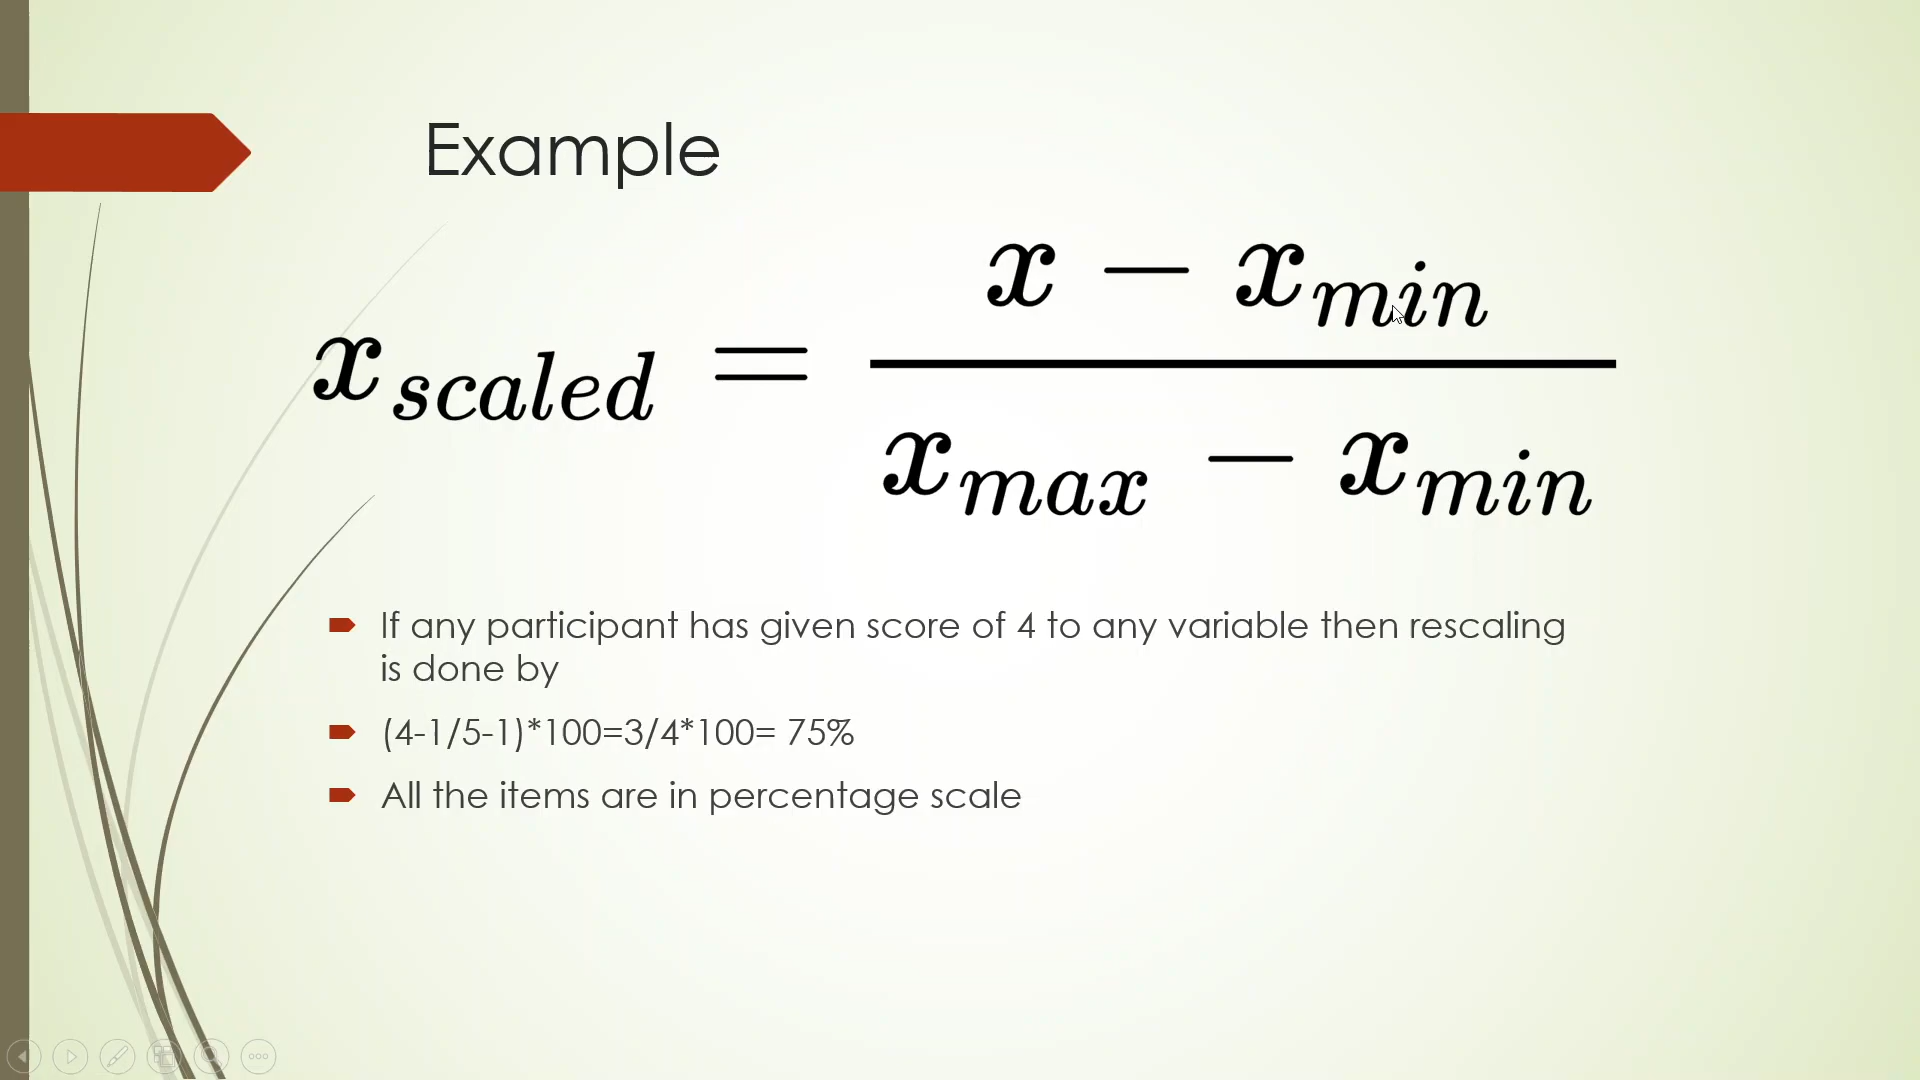 Example
x_scaled = (x − x_min) / (x_max − x_min)
If any participant has given score of 4 to any variable then rescaling
is done by
(4-1/5-1)*100=3/4*100= 75%
All the items are in percentage scale